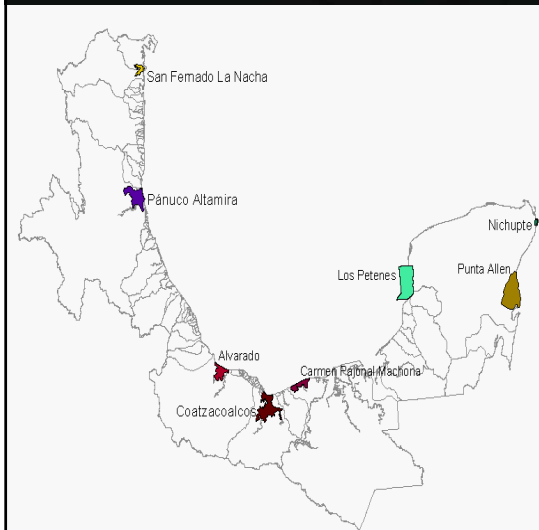 San Fernado La Nacha
Pánuco Altamira
Nichupte
Los Petenes
Punta Allen
Alvarado
Carmen Pajonal Machona
Coatzacoalcos